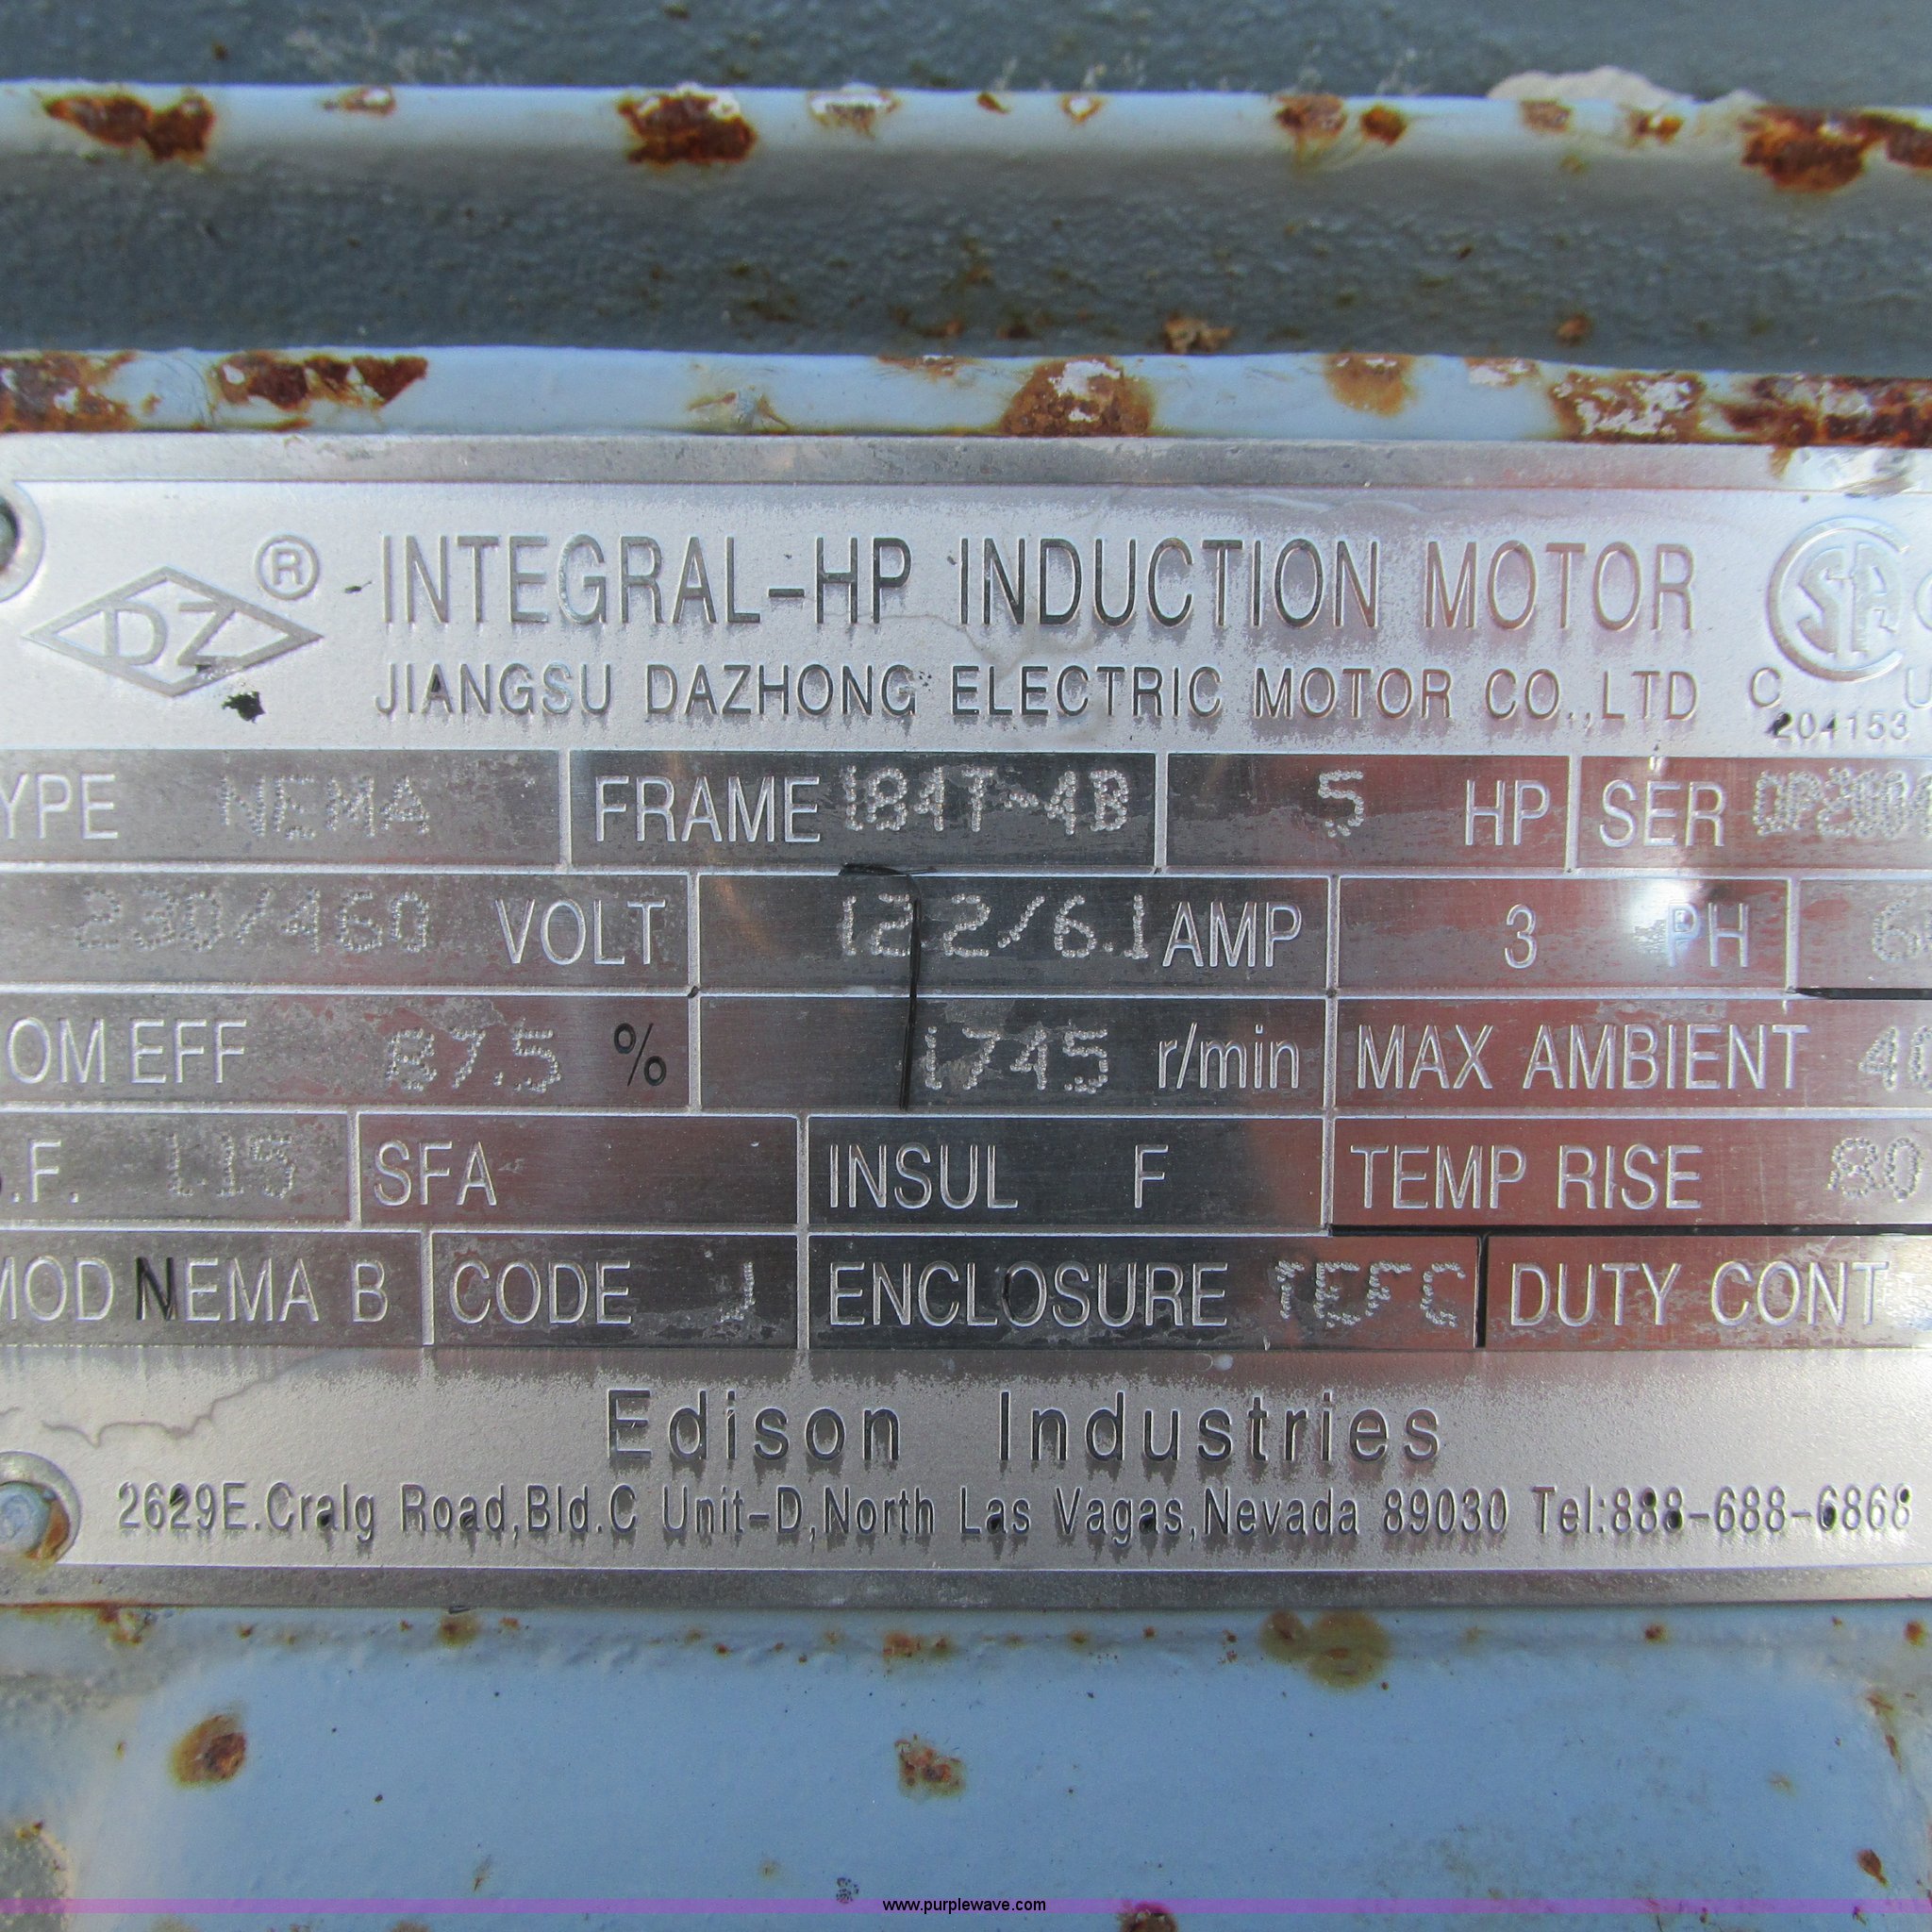 DZ ® INTEGRAL-HP INDUCTION MOTOR SA
JIANGSU DAZHONG ELECTRIC MOTOR CO.,LTD C U
204153
YPE NEMA FRAME 184T-4B 5 HP SER
230/460 VOLT 12.2/6.1 AMP 3 PH 6
OM EFF 87.5 % 1745 r/min MAX AMBIENT 40
.F. 1.15 SFA INSUL F TEMP RISE 80
MOD NEMA B CODE J ENCLOSURE TEFC DUTY CONT
Edison Industries
2629E.Cralg Road,Bld.C Unit-D,North Las Vagas,Nevada 89030 Tel:888-688-6868
www.purplewave.com